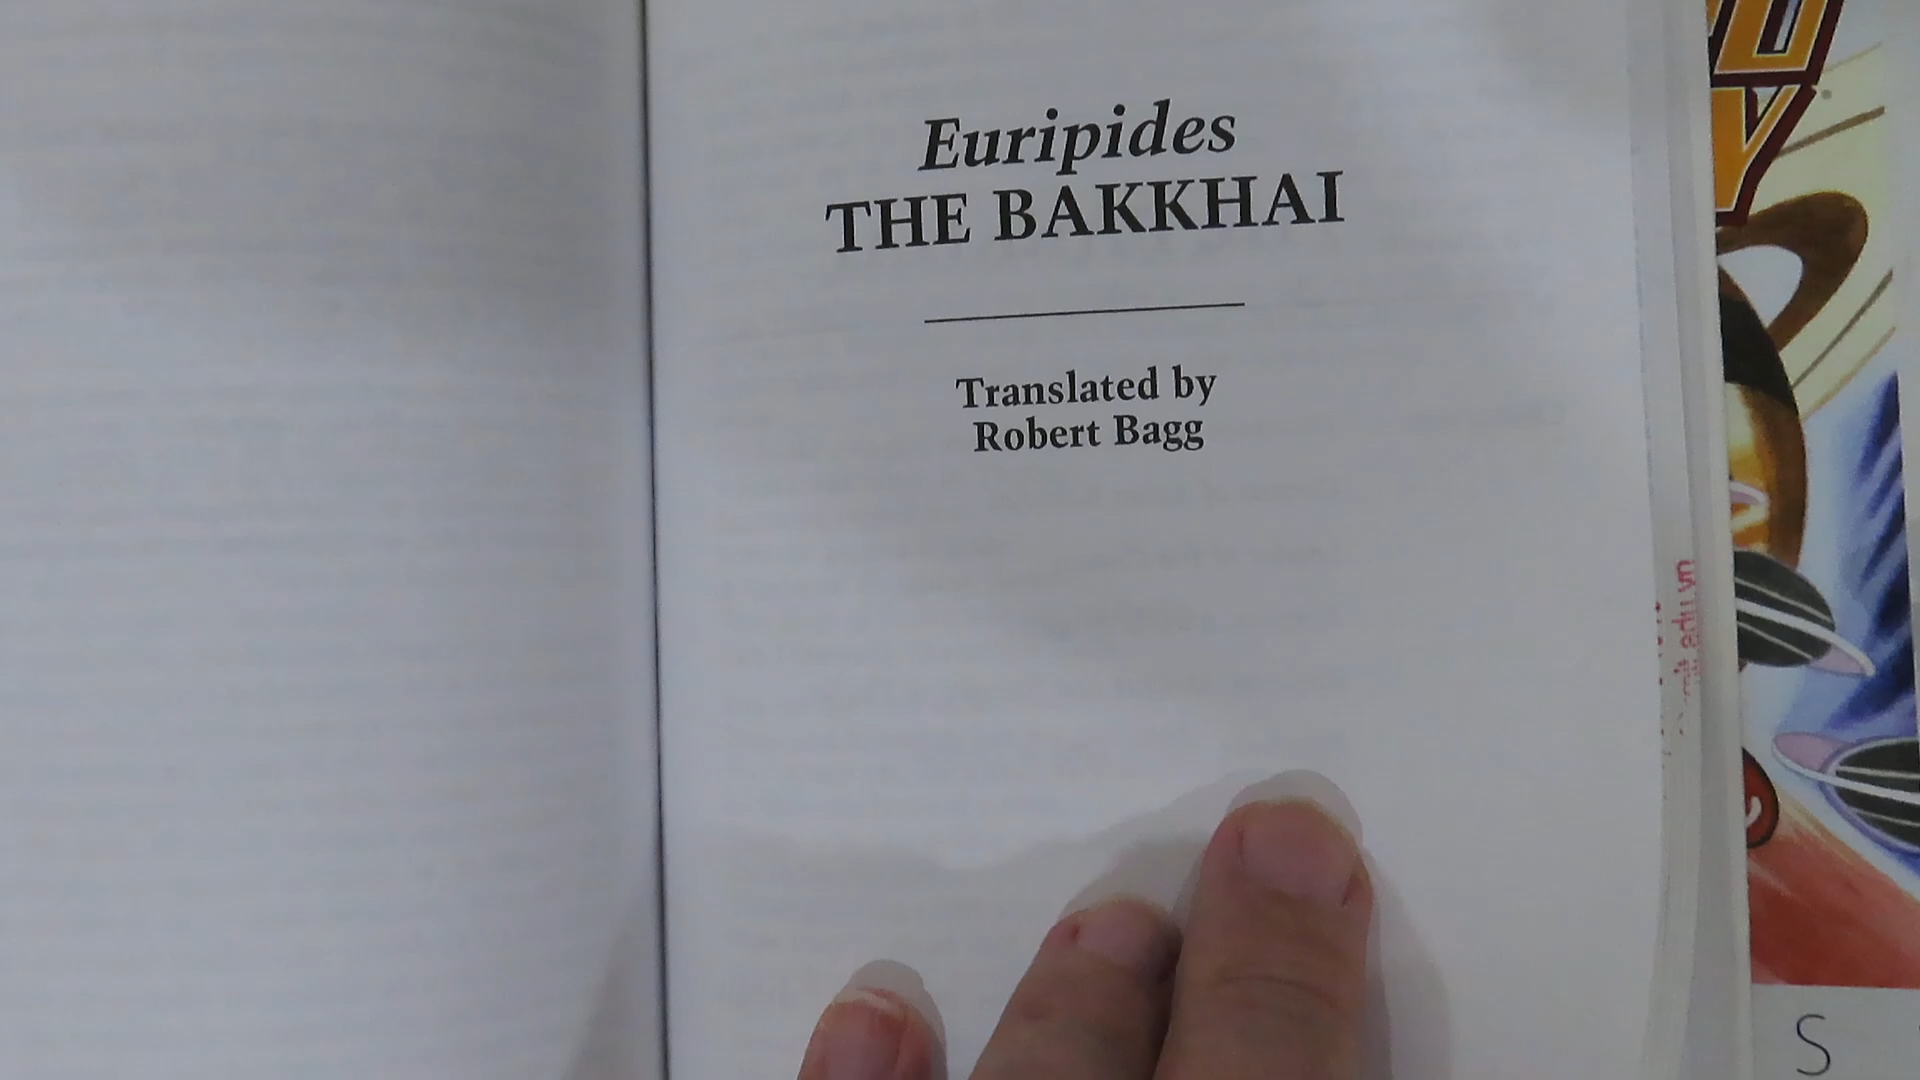 Euripides
THE BAKKHAI
Translated by
Robert Bagg
S